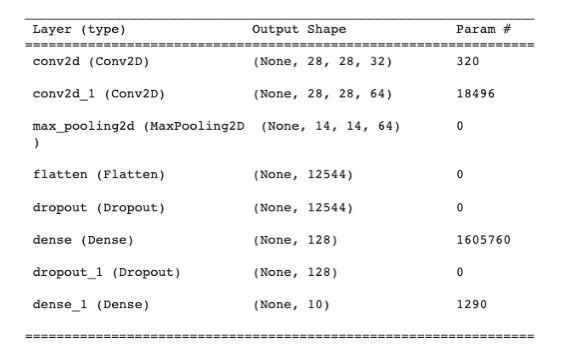 Layer (type) Output Shape Param #
=================================================================
conv2d (Conv2D) (None, 28, 28, 32) 320
conv2d_1 (Conv2D) (None, 28, 28, 64) 18496
max_pooling2d (MaxPooling2D (None, 14, 14, 64) 0
)
flatten (Flatten) (None, 12544) 0
dropout (Dropout) (None, 12544) 0
dense (Dense) (None, 128) 1605760
dropout_1 (Dropout) (None, 128) 0
dense_1 (Dense) (None, 10) 1290
=================================================================